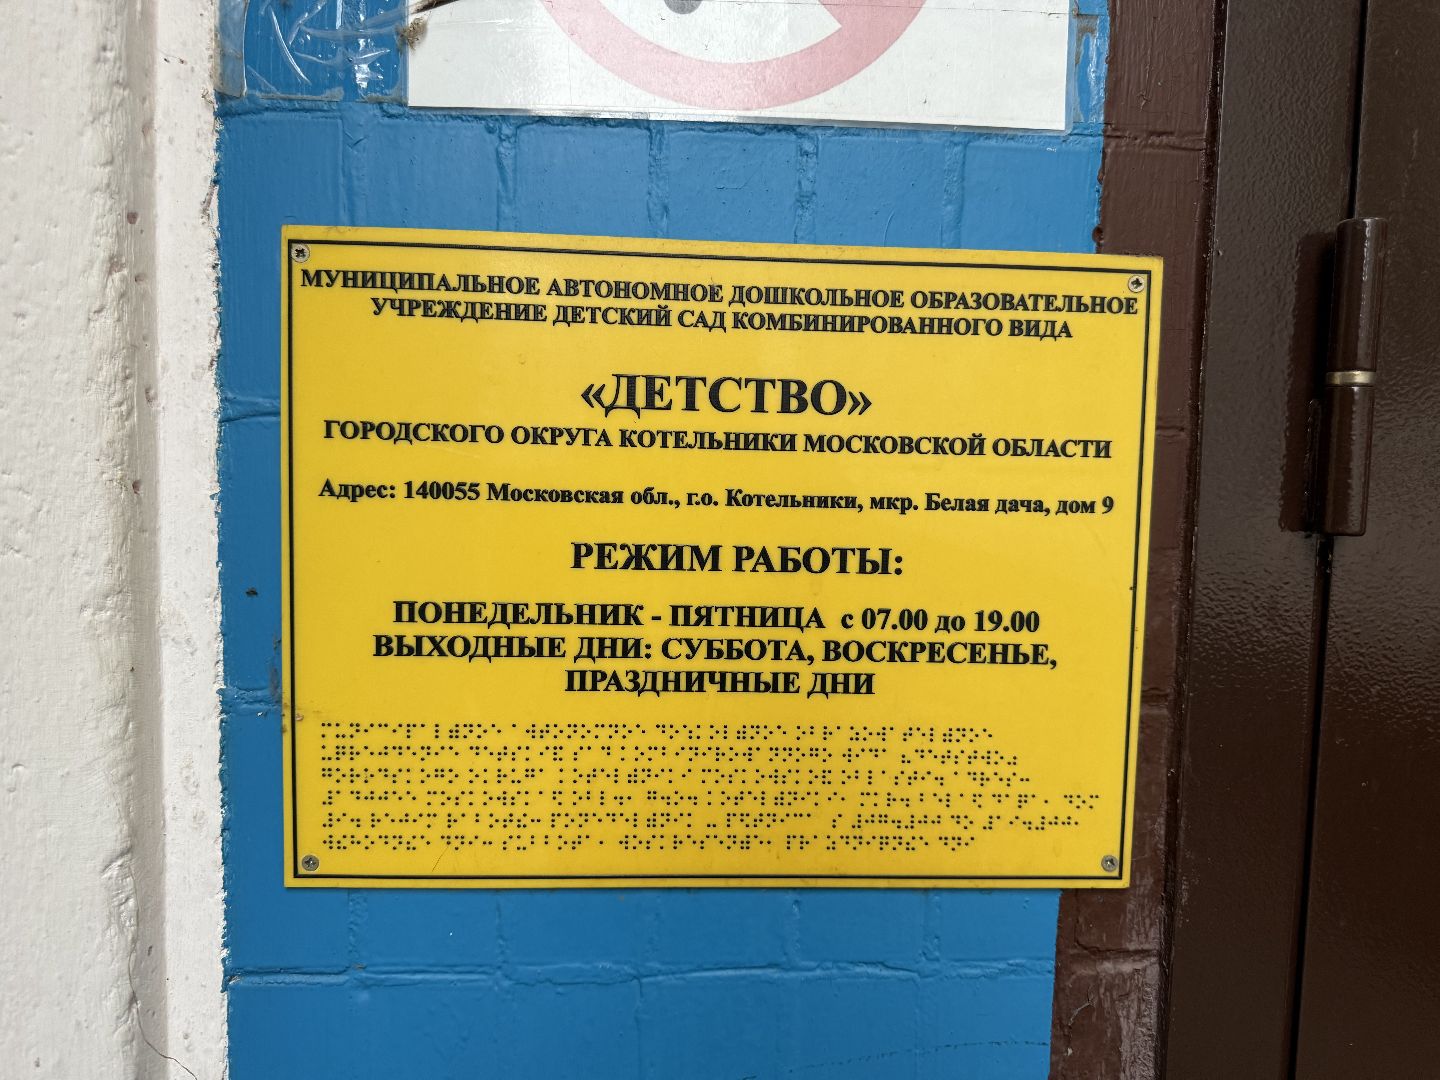 МУНИЦИПАЛЬНОЕ АВТОНОМНОЕ ДОШКОЛЬНОЕ ОБРАЗОВАТЕЛЬНОЕ
УЧРЕЖДЕНИЕ ДЕТСКИЙ САД КОМБИНИРОВАННОГО ВИДА
«ДЕТСТВО»
ГОРОДСКОГО ОКРУГА КОТЕЛЬНИКИ МОСКОВСКОЙ ОБЛАСТИ
Адрес: 140055 Московская обл., г.о. Котельники, мкр. Белая дача, дом 9
РЕЖИМ РАБОТЫ:
ПОНЕДЕЛЬНИК - ПЯТНИЦА с 07.00 до 19.00
ВЫХОДНЫЕ ДНИ: СУББОТА, ВОСКРЕСЕНЬЕ,
ПРАЗДНИЧНЫЕ ДНИ